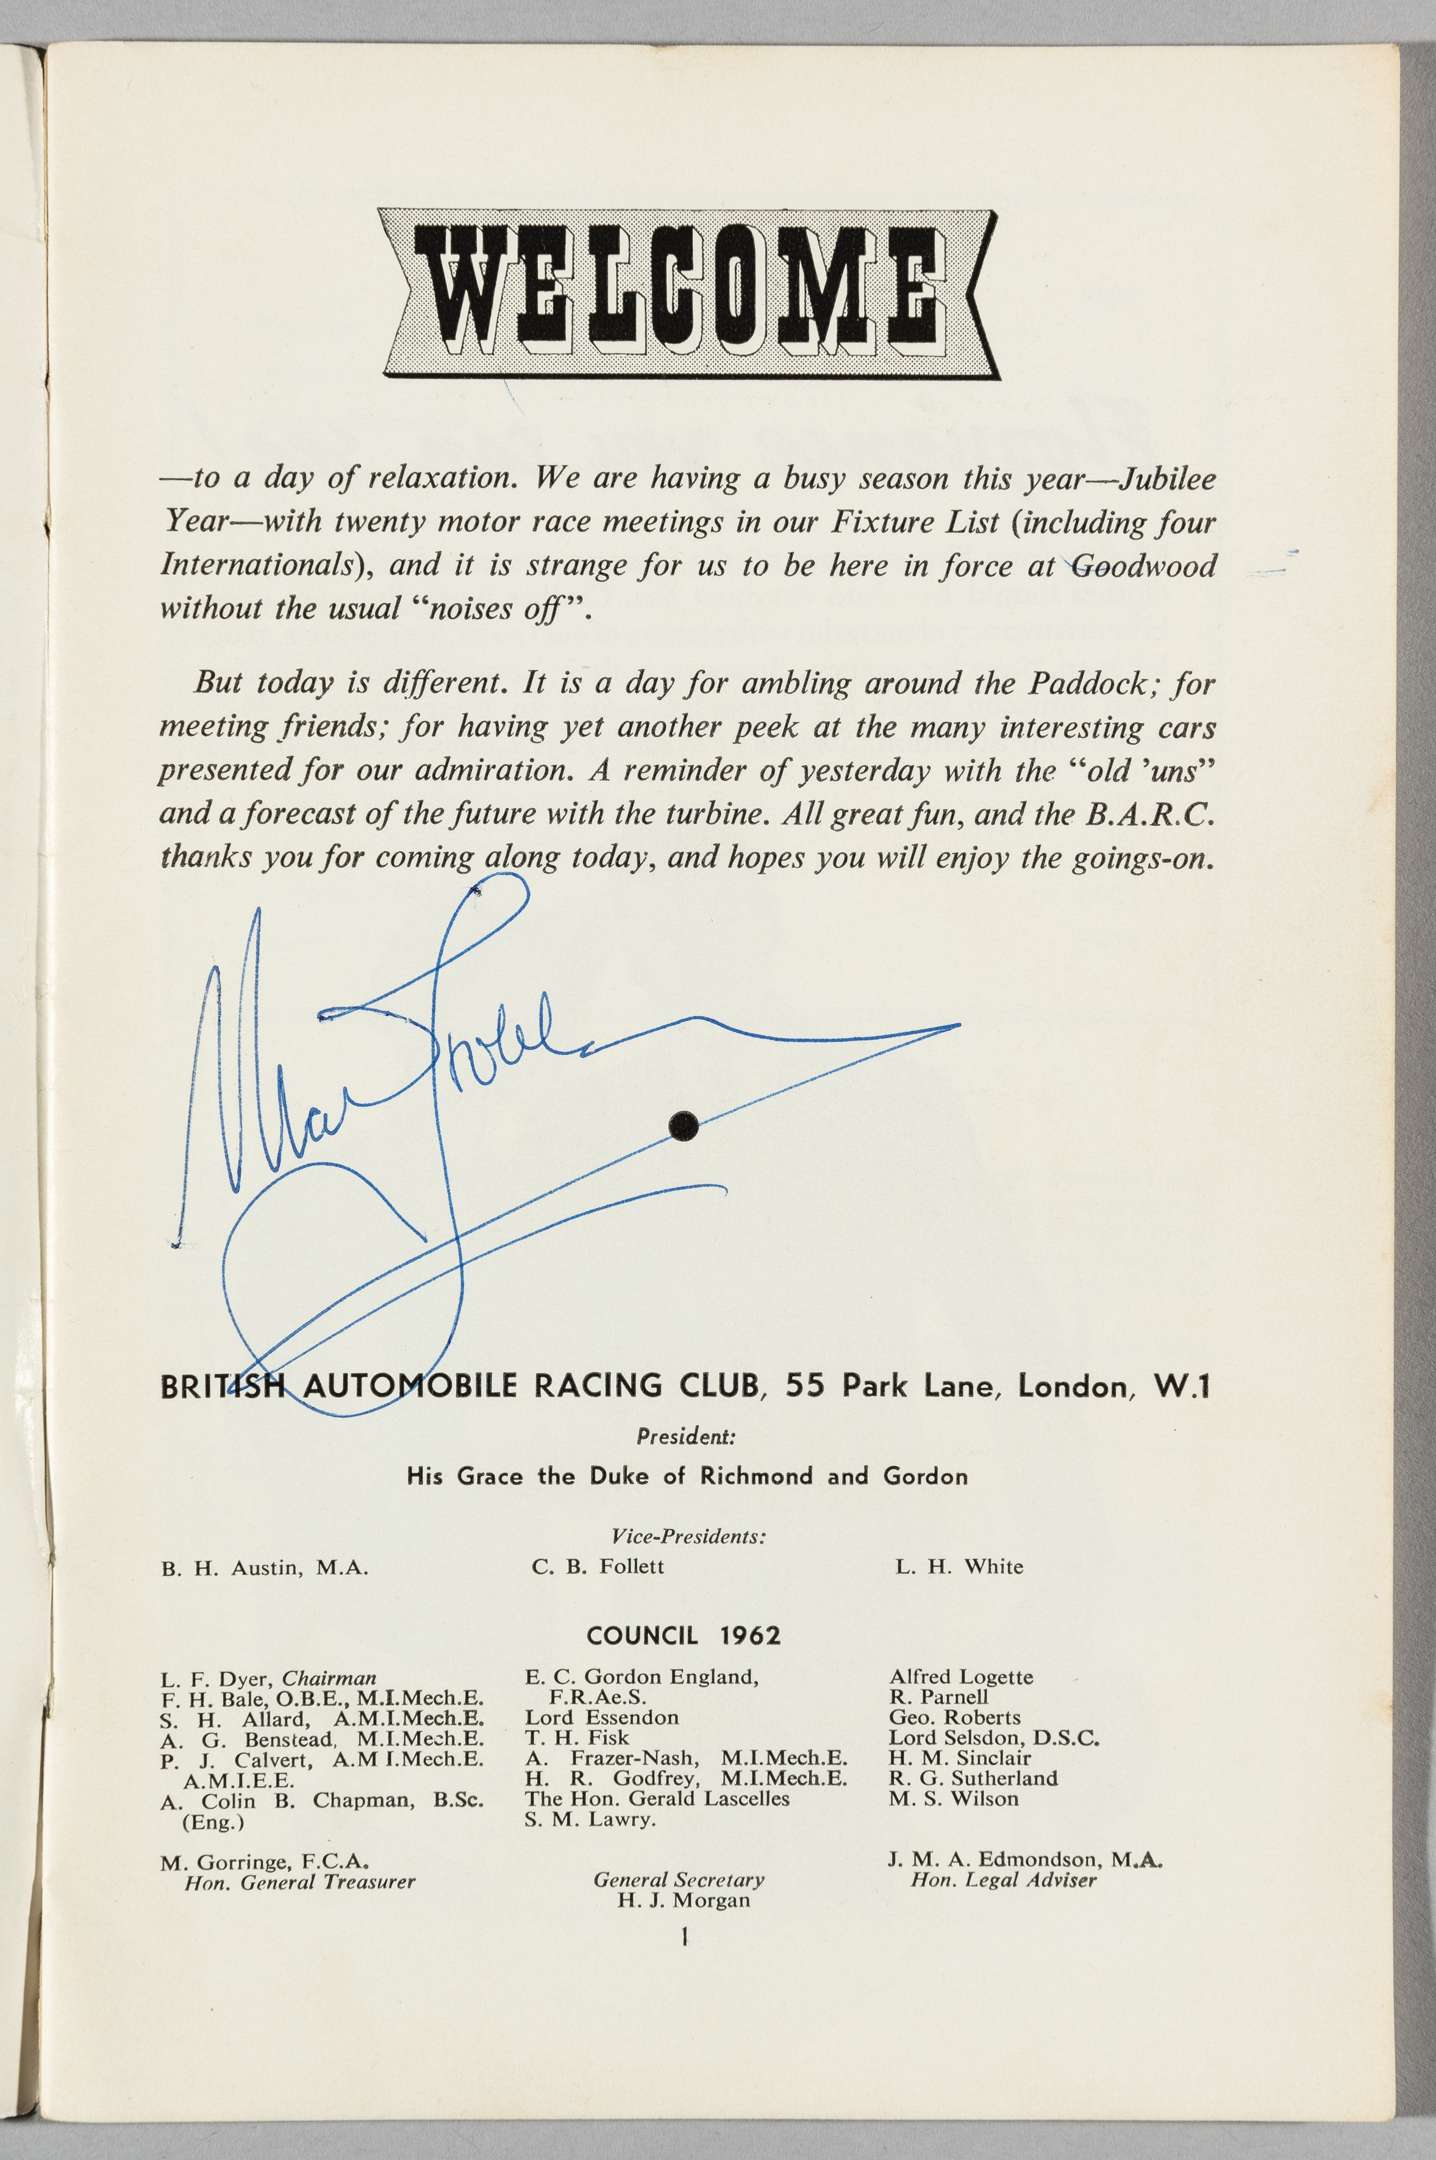 WELCOME
—to a day of relaxation. We are having a busy season this year—Jubilee
Year—with twenty motor race meetings in our Fixture List (including four
Internationals), and it is strange for us to be here in force at Goodwood
without the usual “noises off”.
But today is different. It is a day for ambling around the Paddock; for
meeting friends; for having yet another peek at the many interesting cars
presented for our admiration. A reminder of yesterday with the “old ’uns”
and a forecast of the future with the turbine. All great fun, and the B.A.R.C.
thanks you for coming along today, and hopes you will enjoy the goings-on.
BRITISH AUTOMOBILE RACING CLUB, 55 Park Lane, London, W.1
President:
His Grace the Duke of Richmond and Gordon
Vice-Presidents:
B. H. Austin, M.A. C. B. Follett L. H. White
COUNCIL 1962
L. F. Dyer, Chairman
F. H. Bale, O.B.E., M.I.Mech.E.
S. H. Allard, A.M.I.Mech.E.
A. G. Benstead, M.I.Mech.E.
P. J. Calvert, A.M I.Mech.E.
A.M.I.E.E.
A. Colin B. Chapman, B.Sc.
(Eng.)
E. C. Gordon England,
F.R.Ae.S.
Lord Essendon
T. H. Fisk
A. Frazer-Nash, M.I.Mech.E.
H. R. Godfrey, M.I.Mech.E.
The Hon. Gerald Lascelles
S. M. Lawry.
Alfred Logette
R. Parnell
Geo. Roberts
Lord Selsdon, D.S.C.
H. M. Sinclair
R. G. Sutherland
M. S. Wilson
M. Gorringe, F.C.A.
Hon. General Treasurer
General Secretary
H. J. Morgan
J. M. A. Edmondson, M.A.
Hon. Legal Adviser
1